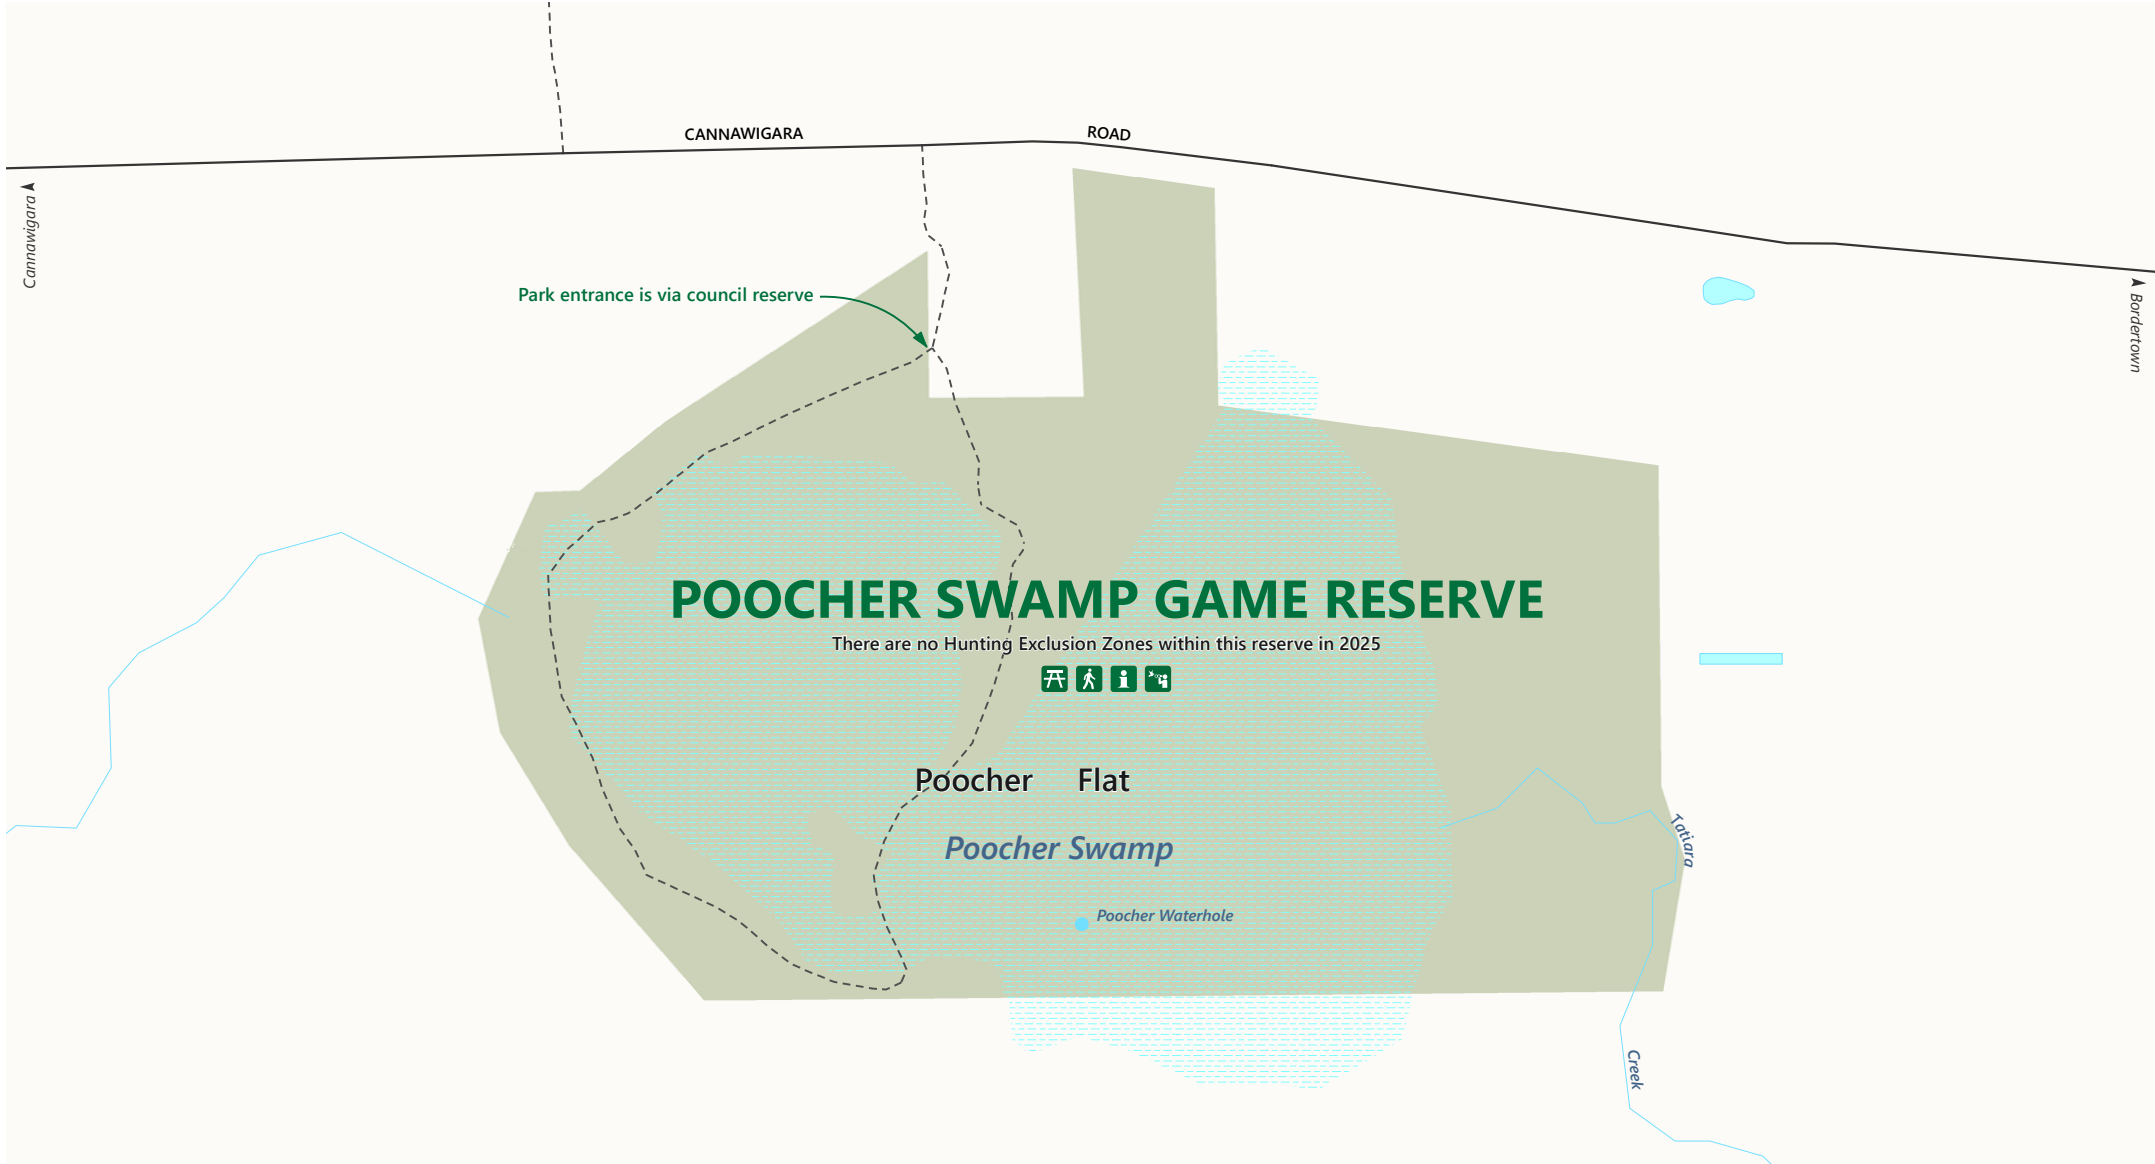 CANNAWIGARA ROAD
Cannawigara
Bordertown
Park entrance is via council reserve
POOCHER SWAMP GAME RESERVE
There are no Hunting Exclusion Zones within this reserve in 2025
Poocher Flat
Poocher Swamp
Poocher Waterhole
Tatiara
Creek